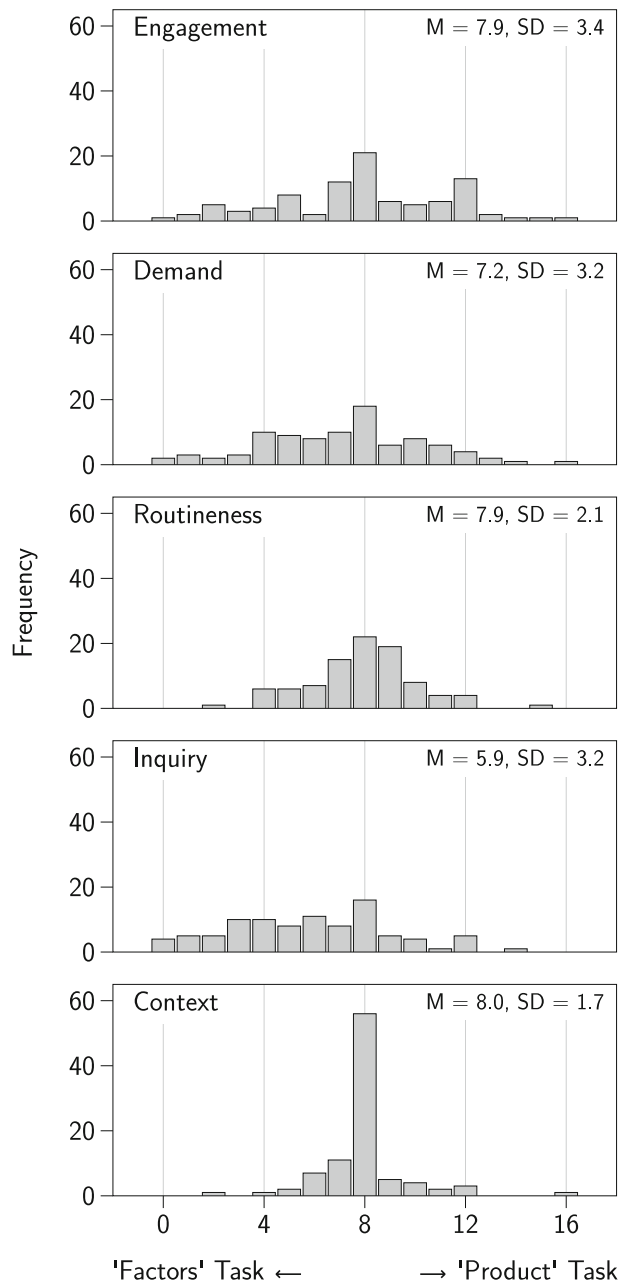 60
Engagement
M = 7.9, SD = 3.4
40
20
0
60
Demand
M = 7.2, SD = 3.2
40
20
0
60
Routineness
M = 7.9, SD = 2.1
40
20
0
Frequency
60
Inquiry
M = 5.9, SD = 3.2
40
20
0
60
Context
M = 8.0, SD = 1.7
40
20
0
0 4 8 12 16
'Factors' Task ← → 'Product' Task